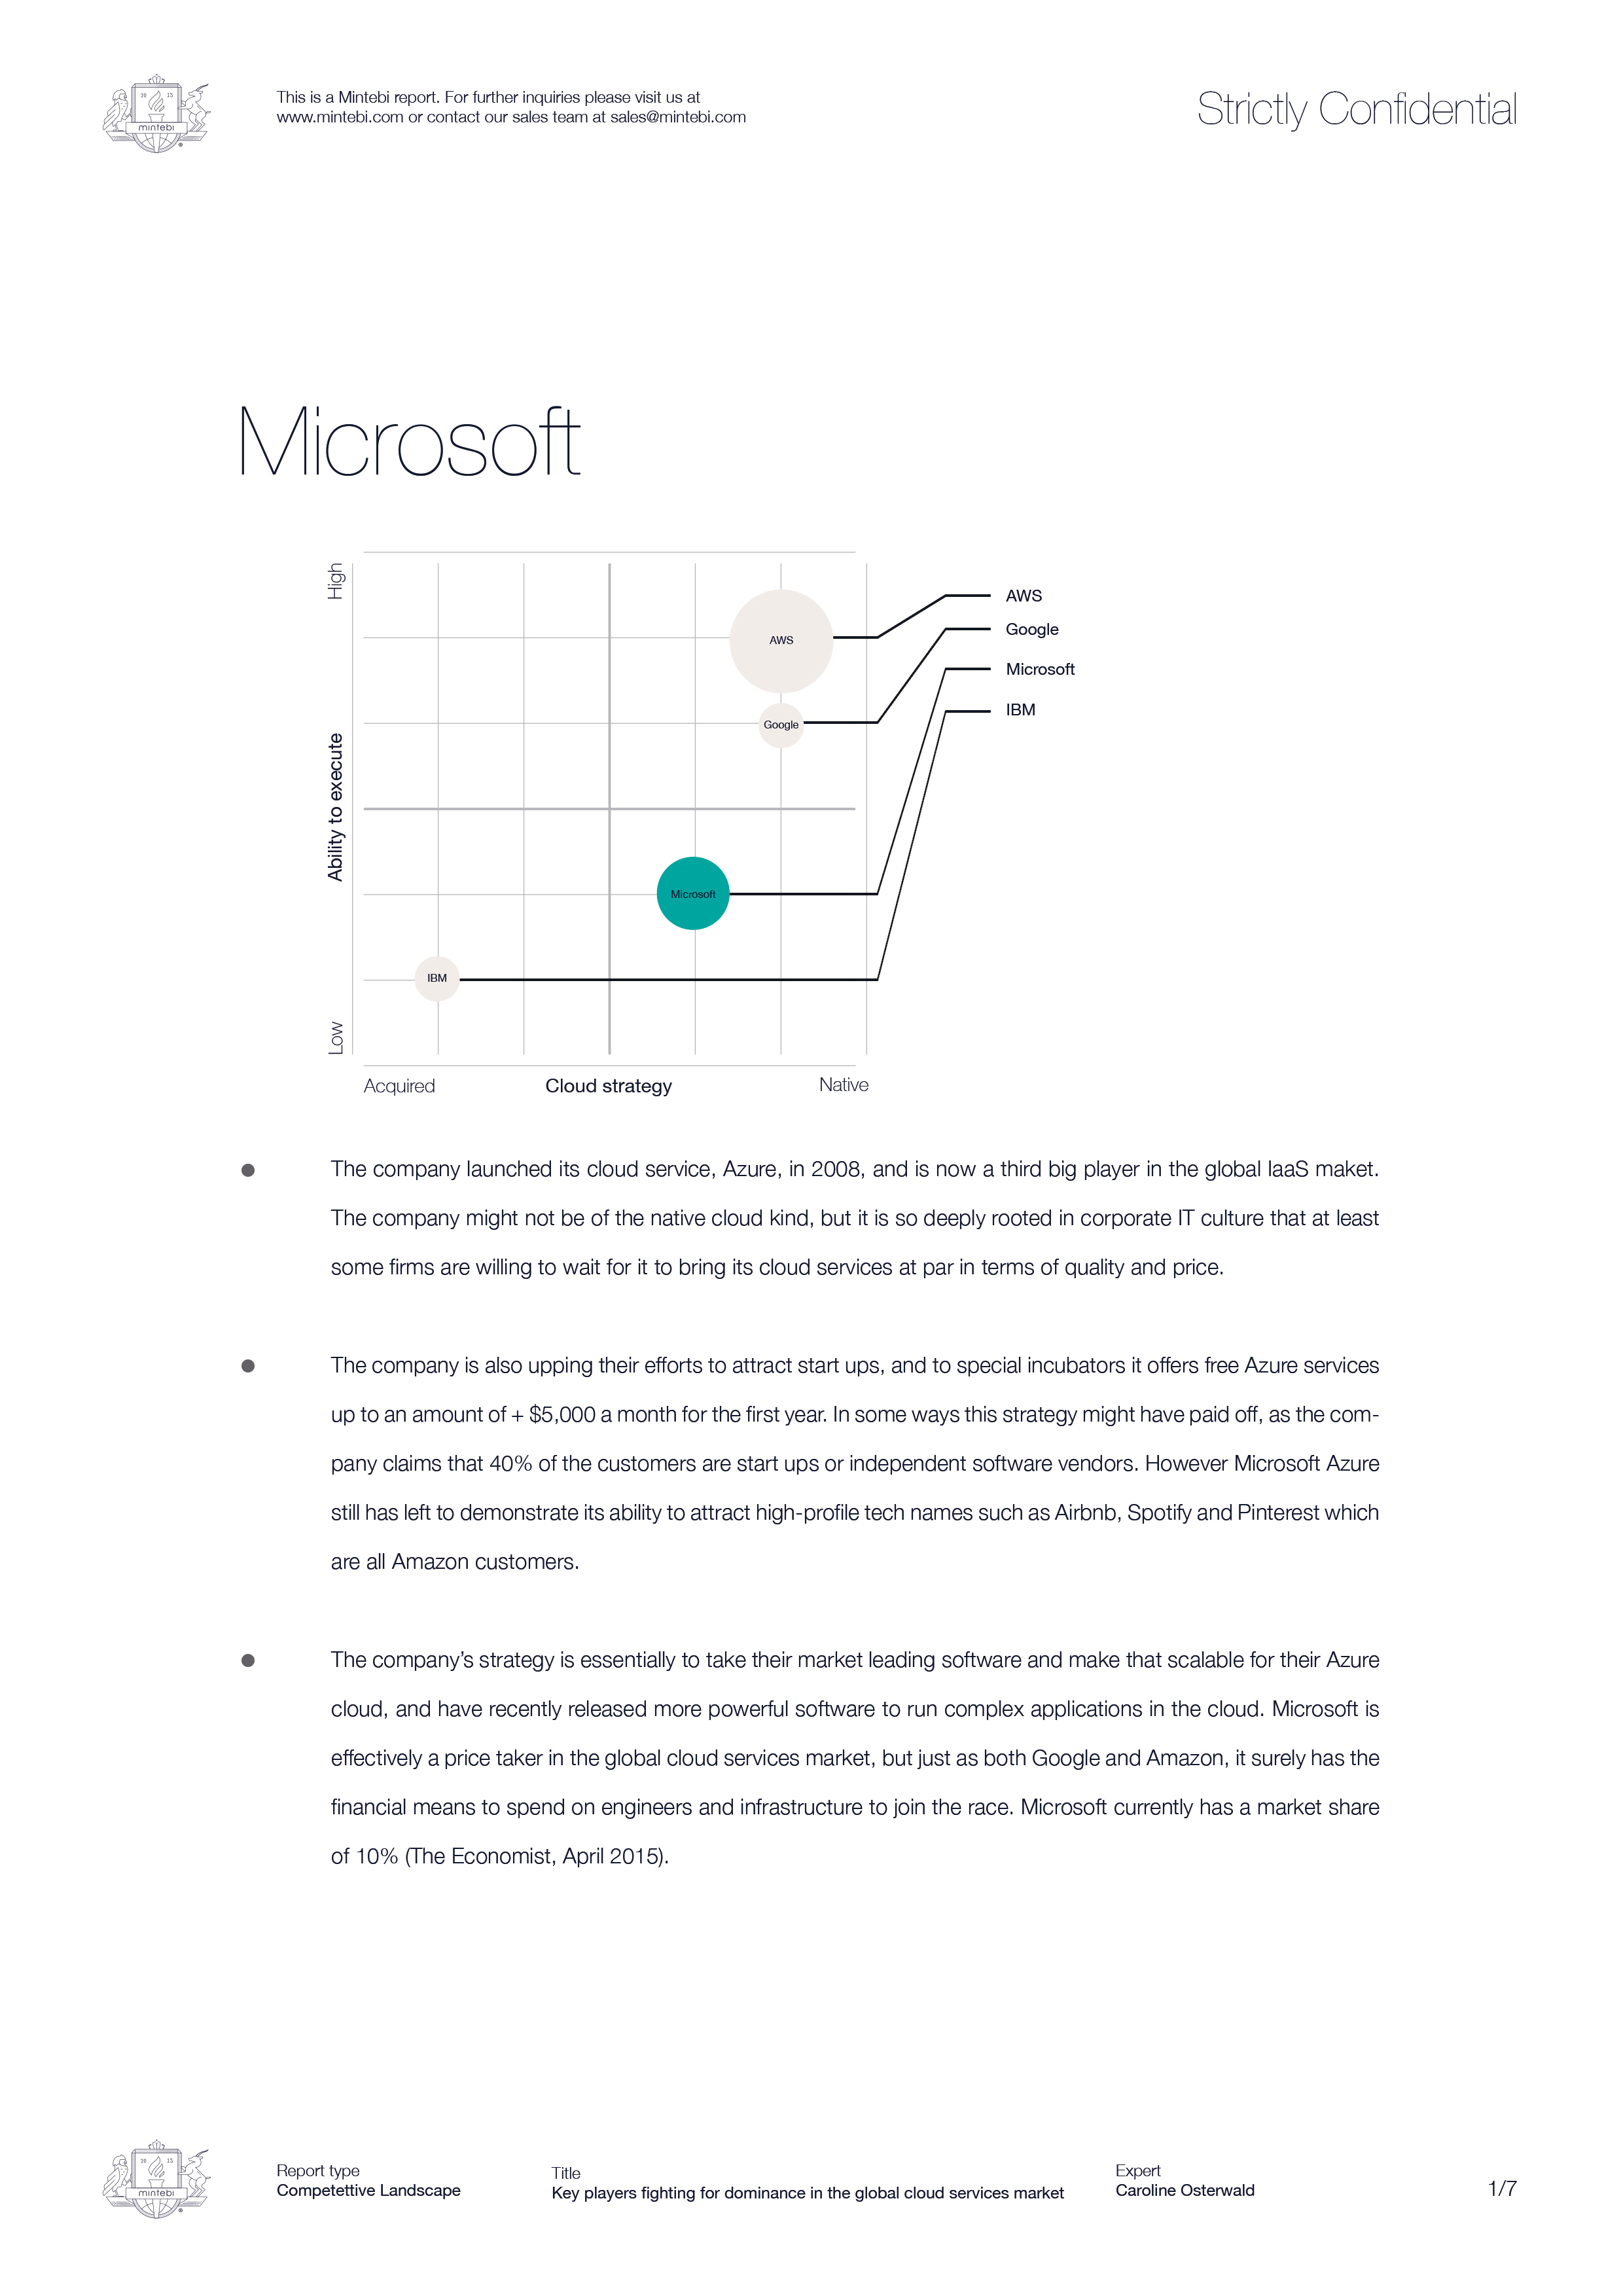 This is a Mintebi report. For further inquiries please visit us at
www.mintebi.com or contact our sales team at sales@mintebi.com
Strictly Confidential
20 15
mintebi
Microsoft
High
Ability to execute
Low
AWS
Google
Microsoft
IBM
AWS
Google
Microsoft
IBM
Acquired
Cloud strategy
Native
The company launched its cloud service, Azure, in 2008, and is now a third big player in the global IaaS maket.
The company might not be of the native cloud kind, but it is so deeply rooted in corporate IT culture that at least
some firms are willing to wait for it to bring its cloud services at par in terms of quality and price.
The company is also upping their efforts to attract start ups, and to special incubators it offers free Azure services
up to an amount of + $5,000 a month for the first year. In some ways this strategy might have paid off, as the com-
pany claims that 40% of the customers are start ups or independent software vendors. However Microsoft Azure
still has left to demonstrate its ability to attract high-profile tech names such as Airbnb, Spotify and Pinterest which
are all Amazon customers.
The company’s strategy is essentially to take their market leading software and make that scalable for their Azure
cloud, and have recently released more powerful software to run complex applications in the cloud. Microsoft is
effectively a price taker in the global cloud services market, but just as both Google and Amazon, it surely has the
financial means to spend on engineers and infrastructure to join the race. Microsoft currently has a market share
of 10% (The Economist, April 2015).
20 15
mintebi
Report type
Competettive Landscape
Title
Key players fighting for dominance in the global cloud services market
Expert
Caroline Osterwald
1/7